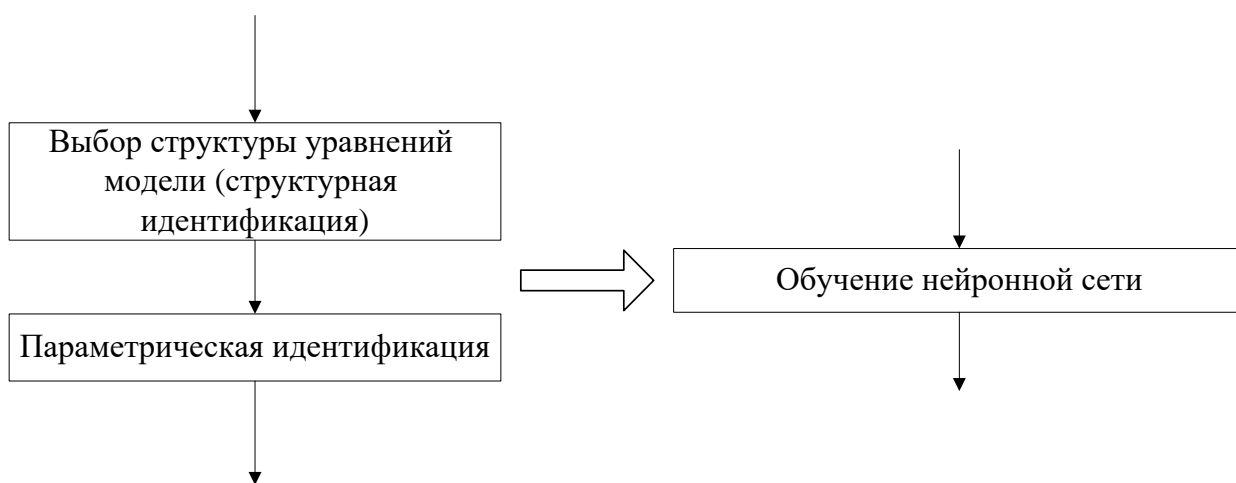 Выбор структуры уравнений
модели (структурная
идентификация)
Параметрическая идентификация
Обучение нейронной сети